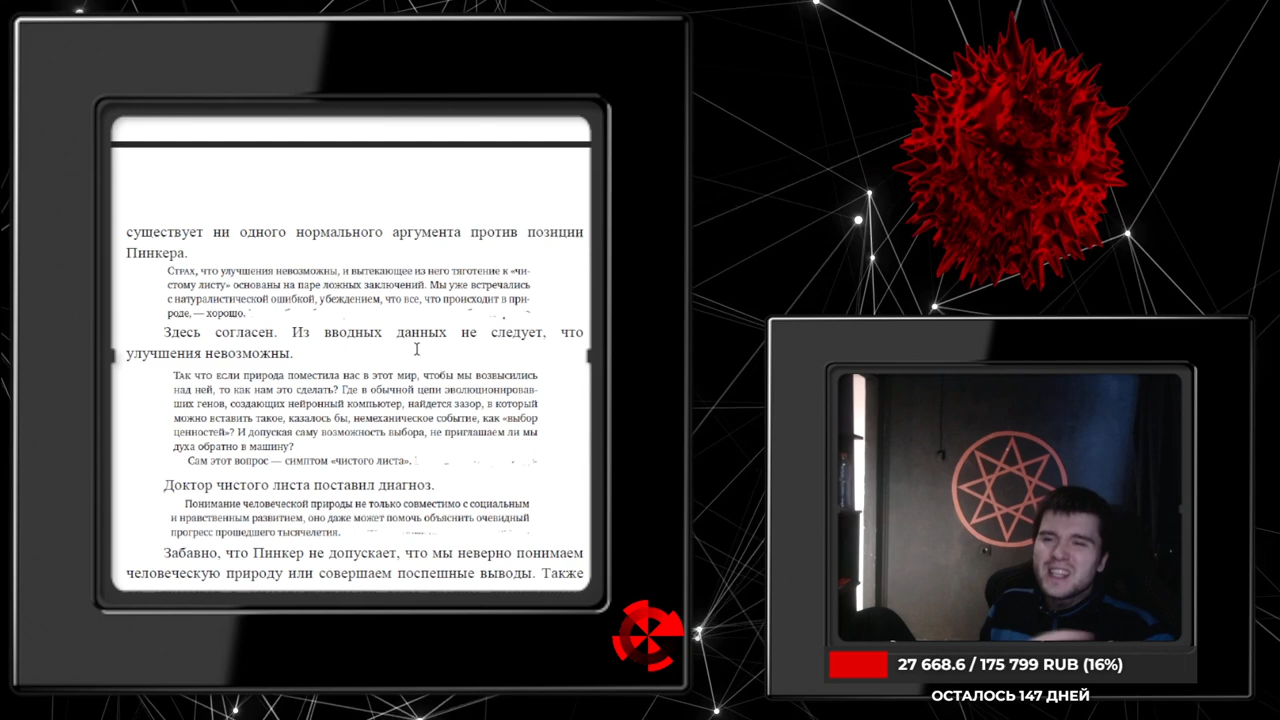 существует ни одного нормального аргумента против позиции
Пинкера.
Страх, что улучшения невозможны, и вытекающее из него тяготение к «чи-
стому листу» основаны на паре ложных заключений. Мы уже встречались
с натуралистической ошибкой, убеждением, что все, что происходит в при-
роде, — хорошо.
Здесь согласен. Из вводных данных не следует, что
улучшения невозможны.
Так что если природа поместила нас в этот мир, чтобы мы возвысились
над ней, то как нам это сделать? Где в обычной цепи эволюционировав-
ших генов, создающих нейронный компьютер, найдется зазор, в который
можно вставить такое, казалось бы, немеханическое событие, как «выбор
ценностей»? И допуская саму возможность выбора, не приглашаем ли мы
духа обратно в машину?
Сам этот вопрос — симптом «чистого листа».
Доктор чистого листа поставил диагноз.
Понимание человеческой природы не только совместимо с социальным
и нравственным развитием, оно даже может помочь объяснить очевидный
прогресс прошедшего тысячелетия.
Забавно, что Пинкер не допускает, что мы неверно понимаем
человеческую природу или совершаем поспешные выводы. Также
27 668.6 / 175 799 RUB (16%)
ОСТАЛОСЬ 147 ДНЕЙ